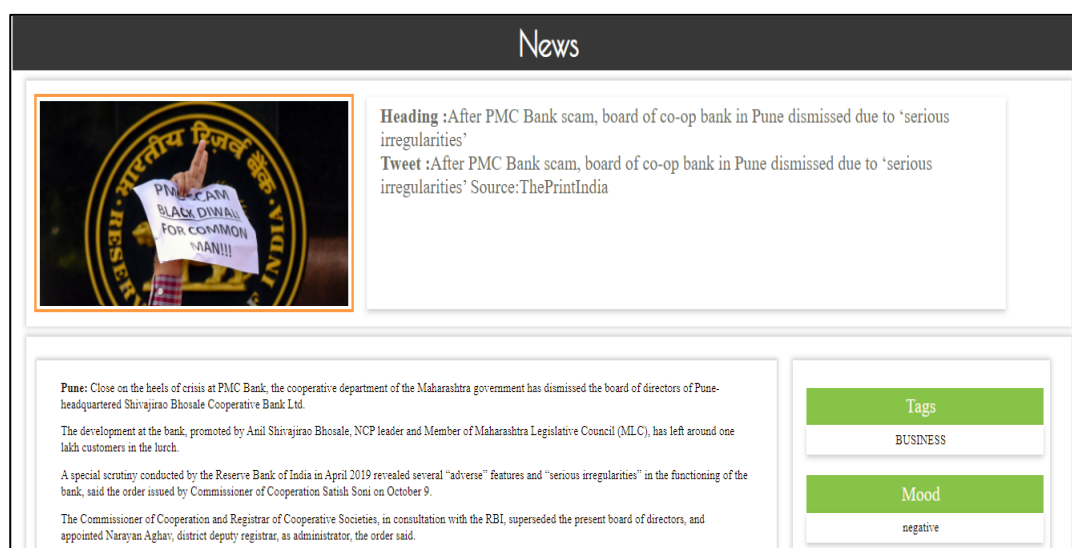 News
भारतीय रिज़र्व बैंक
RESERV
F INDIA
PMC SCAM
BLACK DIWALI
FOR COMMON
MAN!!!
Heading :After PMC Bank scam, board of co-op bank in Pune dismissed due to ‘serious
irregularities’
Tweet :After PMC Bank scam, board of co-op bank in Pune dismissed due to ‘serious
irregularities’ Source:ThePrintIndia
Pune: Close on the heels of crisis at PMC Bank, the cooperative department of the Maharashtra government has dismissed the board of directors of Pune-
headquartered Shivajirao Bhosale Cooperative Bank Ltd.
The development at the bank, promoted by Anil Shivajirao Bhosale, NCP leader and Member of Maharashtra Legislative Council (MLC), has left around one
lakh customers in the lurch.
A special scrutiny conducted by the Reserve Bank of India in April 2019 revealed several “adverse” features and “serious irregularities” in the functioning of the
bank, said the order issued by Commissioner of Cooperation Satish Soni on October 9.
The Commissioner of Cooperation and Registrar of Cooperative Societies, in consultation with the RBI, superseded the present board of directors, and
appointed Narayan Aghav, district deputy registrar, as administrator, the order said.
Tags
BUSINESS
Mood
negative